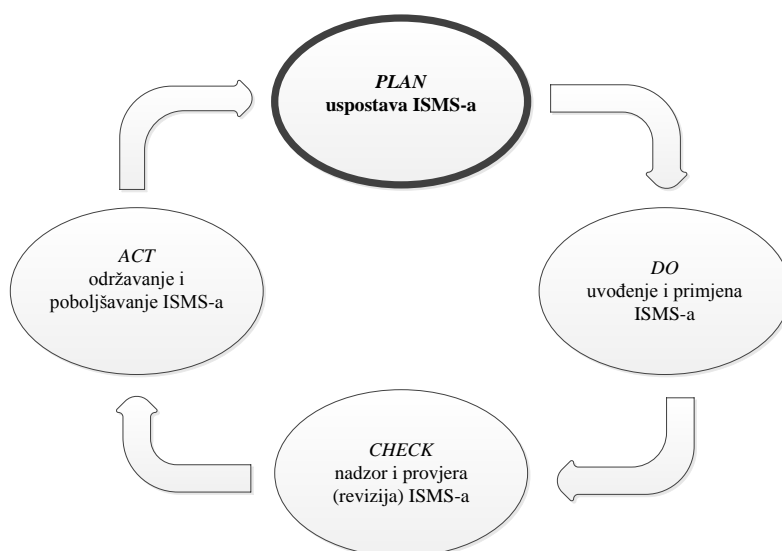 PLAN
uspostava ISMS-a
ACT
održavanje i
poboljšavanje ISMS-a
DO
uvođenje i primjena
ISMS-a
CHECK
nadzor i provjera
(revizija) ISMS-a